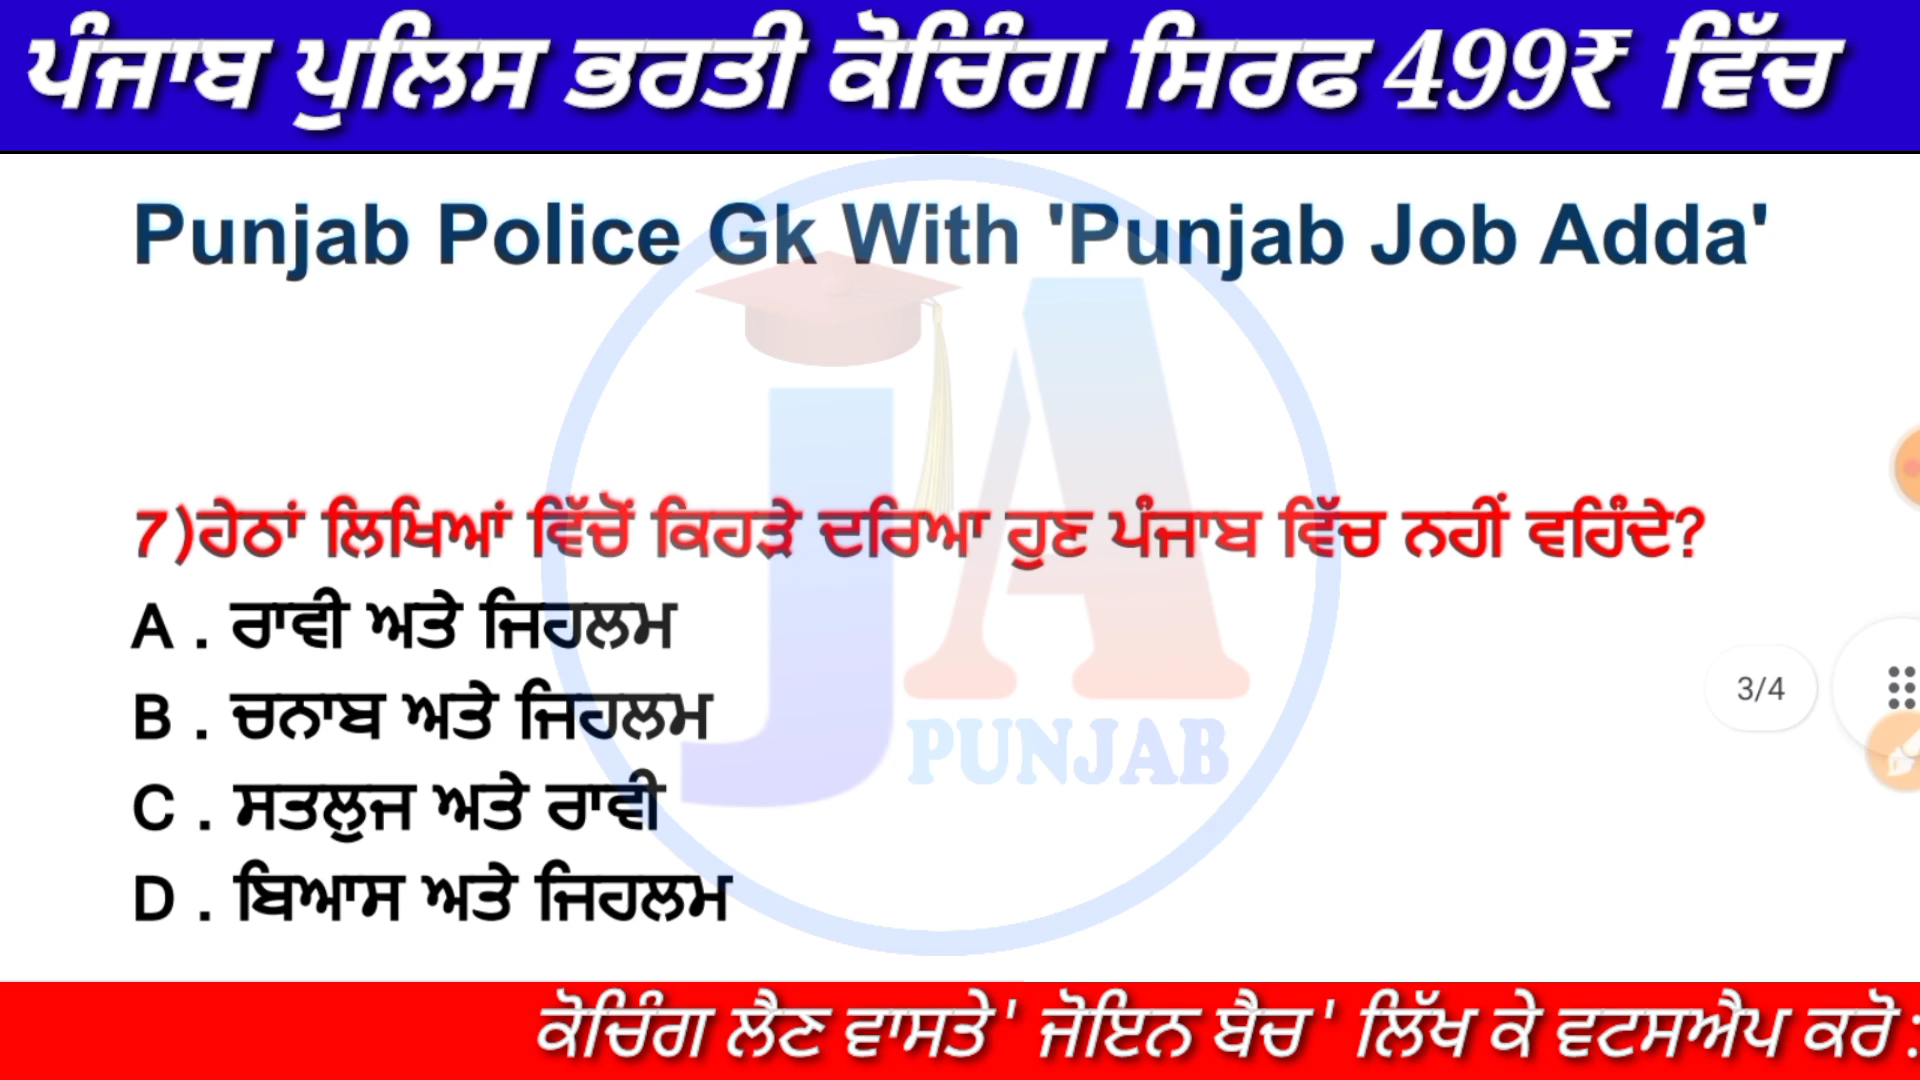 ਪੰਜਾਬ ਪੁਲਿਸ ਭਰਤੀ ਕੋਚਿੰਗ ਸਿਰਫ 499₹ ਵਿੱਚ
Punjab Police Gk With 'Punjab Job Adda'
7)ਹੇਠਾਂ ਲਿਖਿਆਂ ਵਿੱਚੋਂ ਕਿਹੜੇ ਦਰਿਆ ਹੁਣ ਪੰਜਾਬ ਵਿੱਚ ਨਹੀਂ ਵਹਿੰਦੇ?
A . ਰਾਵੀ ਅਤੇ ਜਿਹਲਮ
B . ਚਨਾਬ ਅਤੇ ਜਿਹਲਮ
C . ਸਤਲੁਜ ਅਤੇ ਰਾਵੀ
D . ਬਿਆਸ ਅਤੇ ਜਿਹਲਮ
JA
PUNJAB
3/4
ਕੋਚਿੰਗ ਲੈਣ ਵਾਸਤੇ ' ਜੋਇਨ ਬੈਚ ' ਲਿੱਖ ਕੇ ਵਟਸਐਪ ਕਰੋ :